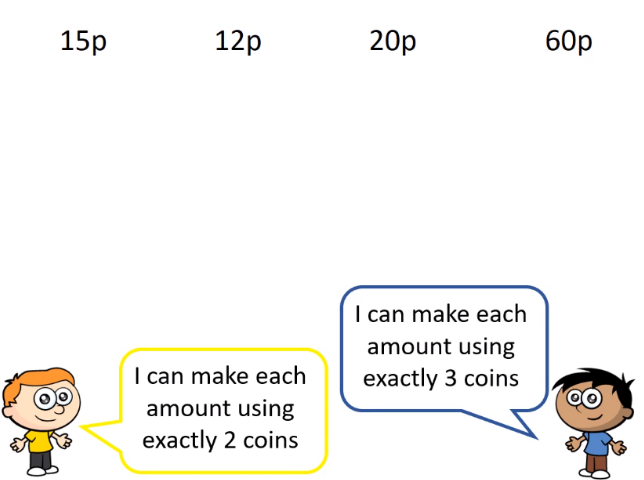 15p 12p 20p 60p
I can make each
amount using
exactly 3 coins
I can make each
amount using
exactly 2 coins